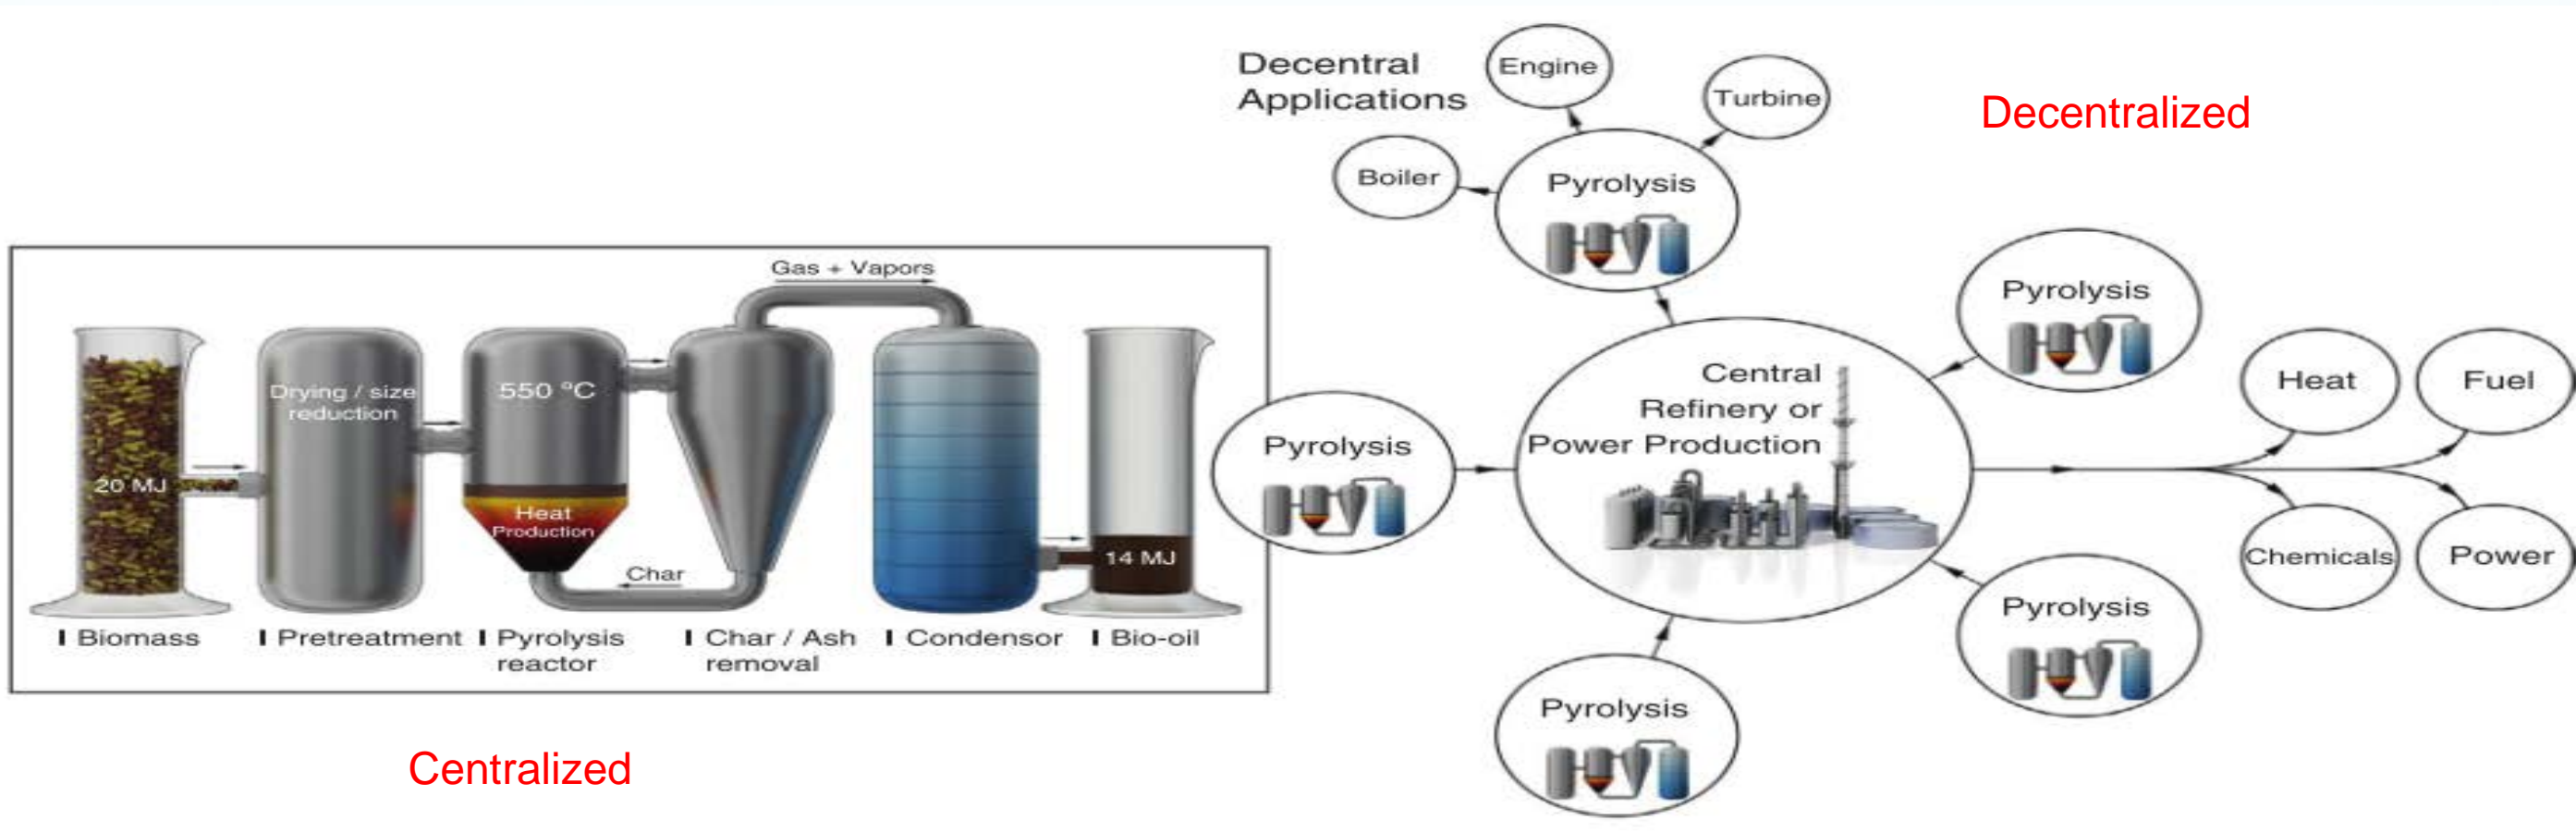 Decentral
Applications
Engine
Turbine
Boiler
Pyrolysis
Decentralized
Gas + Vapors
20 MJ
Drying / size
reduction
550 ºC
Heat
Production
Char
14 MJ
Biomass
Pretreatment
Pyrolysis
reactor
Char / Ash
removal
Condensor
Bio-oil
Centralized
Pyrolysis
Central
Refinery or
Power Production
Pyrolysis
Pyrolysis
Pyrolysis
Heat
Fuel
Chemicals
Power